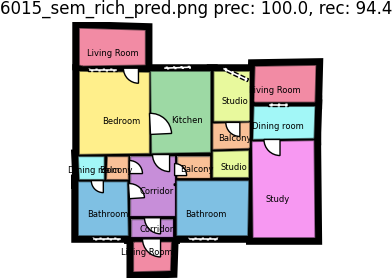 6015_sem_rich_pred.png prec: 100.0, rec: 94.4
Living Room
Living Room
Studio
Bedroom
Kitchen
Dining room
Balcony
Dining room
Balcony
Balcony
Studio
Corridor
Study
Bathroom
Bathroom
Corridor
Living Room